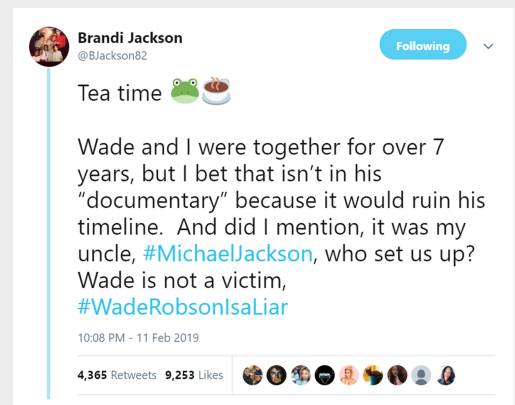 Brandi Jackson
@BJackson82
Following
Tea time 🐸☕
Wade and I were together for over 7
years, but I bet that isn’t in his
“documentary” because it would ruin his
timeline.  And did I mention, it was my
uncle, #MichaelJackson, who set us up?
Wade is not a victim,
#WadeRobsonIsaLiar
10:08 PM - 11 Feb 2019
4,365 Retweets 9,253 Likes